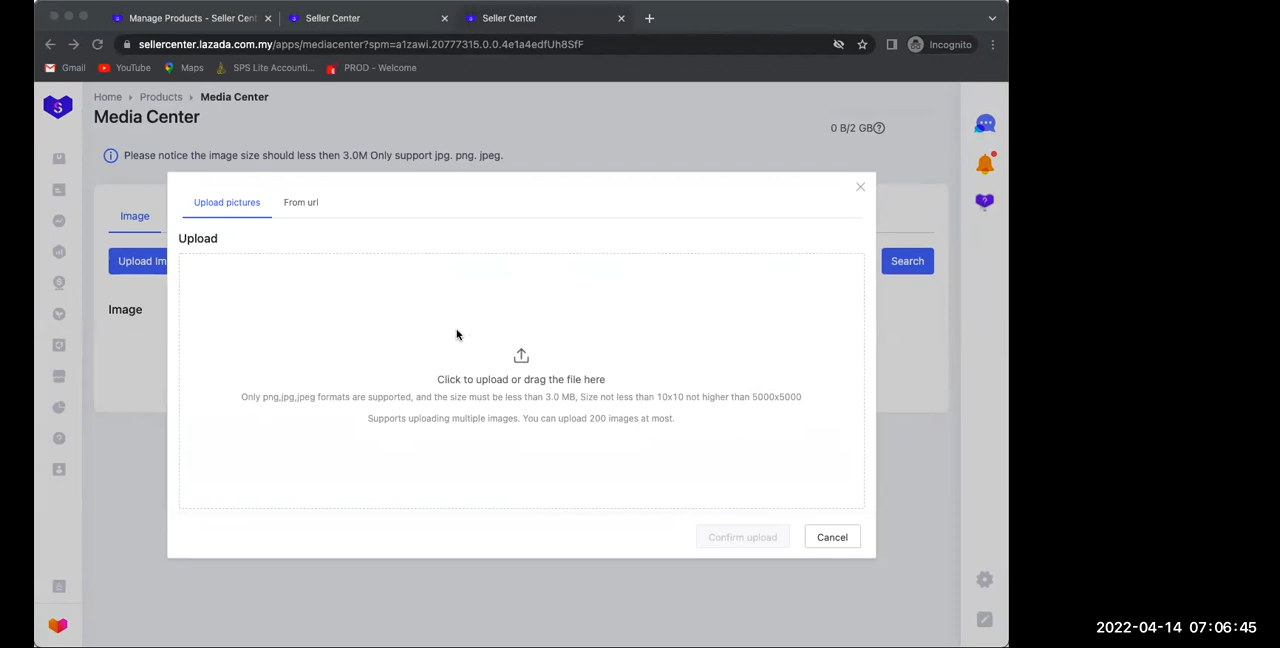 Manage Products - Seller Cent
Seller Center
Seller Center
sellercenter.lazada.com.my/apps/mediacenter?spm=a1zawi.20777315.0.0.4e1a4edfUh8SfF
Incognito
Gmail
YouTube
Maps
SPS Lite Accounti...
PROD - Welcome
Home
Products
Media Center
Media Center
0 B/2 GB
Please notice the image size should less then 3.0M Only support jpg. png. jpeg.
Upload pictures
From url
Image
Upload
Upload Im
Search
Image
Click to upload or drag the file here
Only png,jpg,jpeg formats are supported, and the size must be less than 3.0 MB, Size not less than 10x10 not higher than 5000x5000
Supports uploading multiple images. You can upload 200 images at most.
Confirm upload
Cancel
2022-04-14 07:06:45